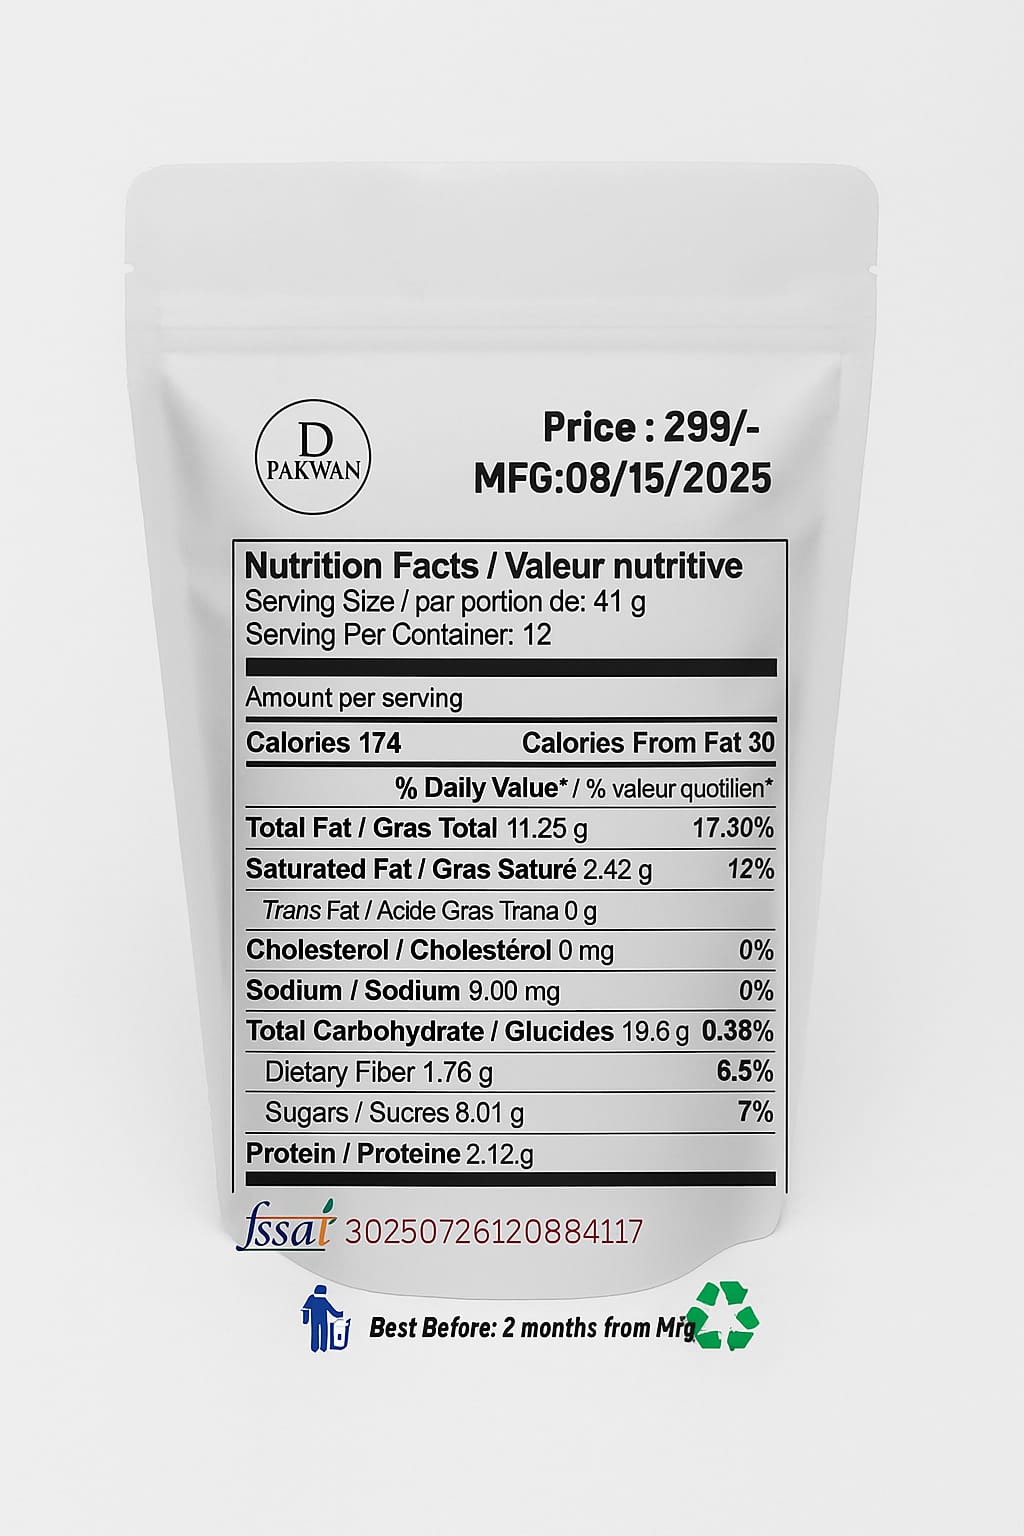 D
PAKWAN
Price : 299/-
MFG:08/15/2025
Nutrition Facts / Valeur nutritive
Serving Size / par portion de: 41 g
Serving Per Container: 12
Amount per serving
Calories 174 Calories From Fat 30
% Daily Value* / % valeur quotilien*
Total Fat / Gras Total 11.25 g 17.30%
Saturated Fat / Gras Saturé 2.42 g 12%
Trans Fat / Acide Gras Trana 0 g
Cholesterol / Cholestérol 0 mg 0%
Sodium / Sodium 9.00 mg 0%
Total Carbohydrate / Glucides 19.6 g 0.38%
Dietary Fiber 1.76 g 6.5%
Sugars / Sucres 8.01 g 7%
Protein / Proteine 2.12.g
fssai 30250726120884117
Best Before: 2 months from Mfg